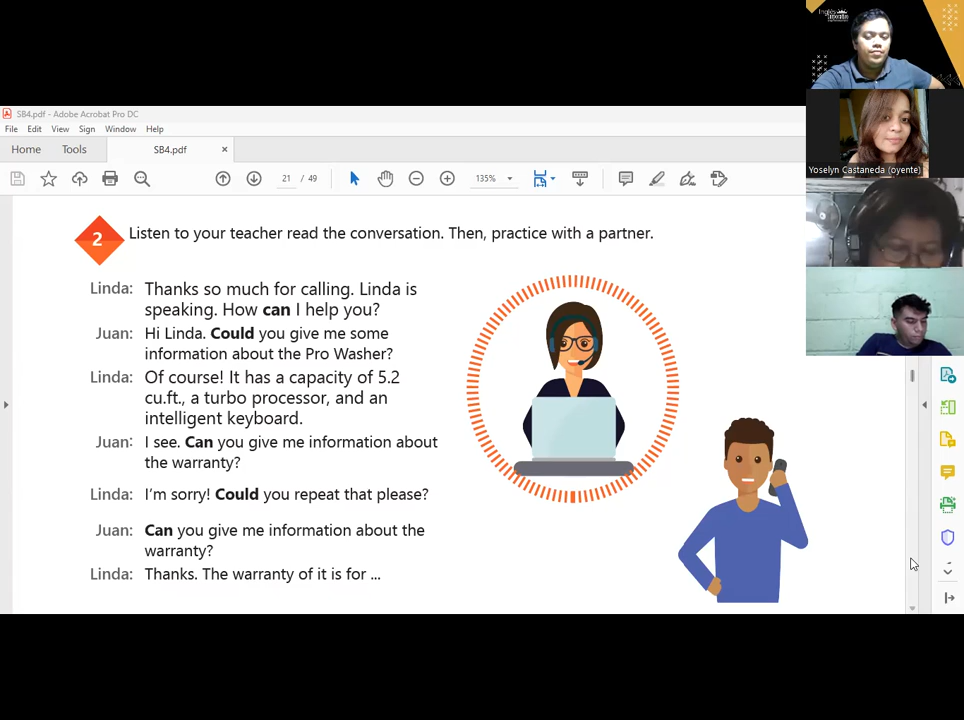 Inglés
SB4.pdf - Adobe Acrobat Pro DC
File Edit View Sign Window Help
Home Tools SB4.pdf ×
21 / 49 135%
Yoselyn Castaneda (oyente)
2 Listen to your teacher read the conversation. Then, practice with a partner.
Linda: Thanks so much for calling. Linda is
speaking. How can I help you?
Juan: Hi Linda. Could you give me some
information about the Pro Washer?
Linda: Of course! It has a capacity of 5.2
cu.ft., a turbo processor, and an
intelligent keyboard.
Juan: I see. Can you give me information about
the warranty?
Linda: I'm sorry! Could you repeat that please?
Juan: Can you give me information about the
warranty?
Linda: Thanks. The warranty of it is for ...